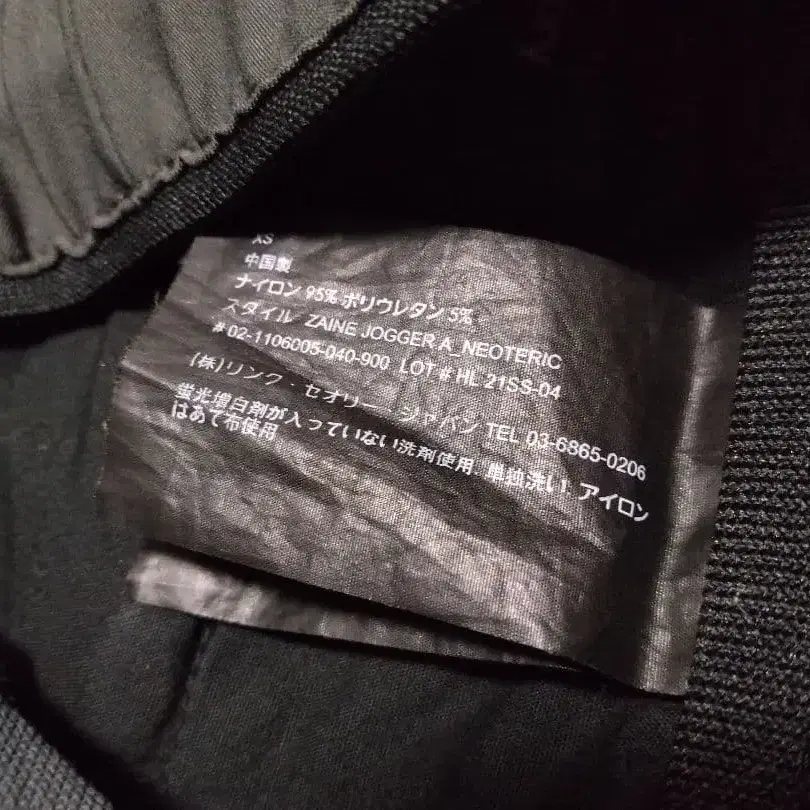 XS
中国製
ナイロン 95% ポリウレタン 5%
スタイル ZAINE JOGGER A_NEOTERIC
# 02-1106005-040-900 LOT # HL 21SS-04
(株)リンク・セオリー・ジャパン TEL 03-6865-0206
蛍光増白剤が入っていない洗剤使用. 単独洗い. アイロン
はあて布使用